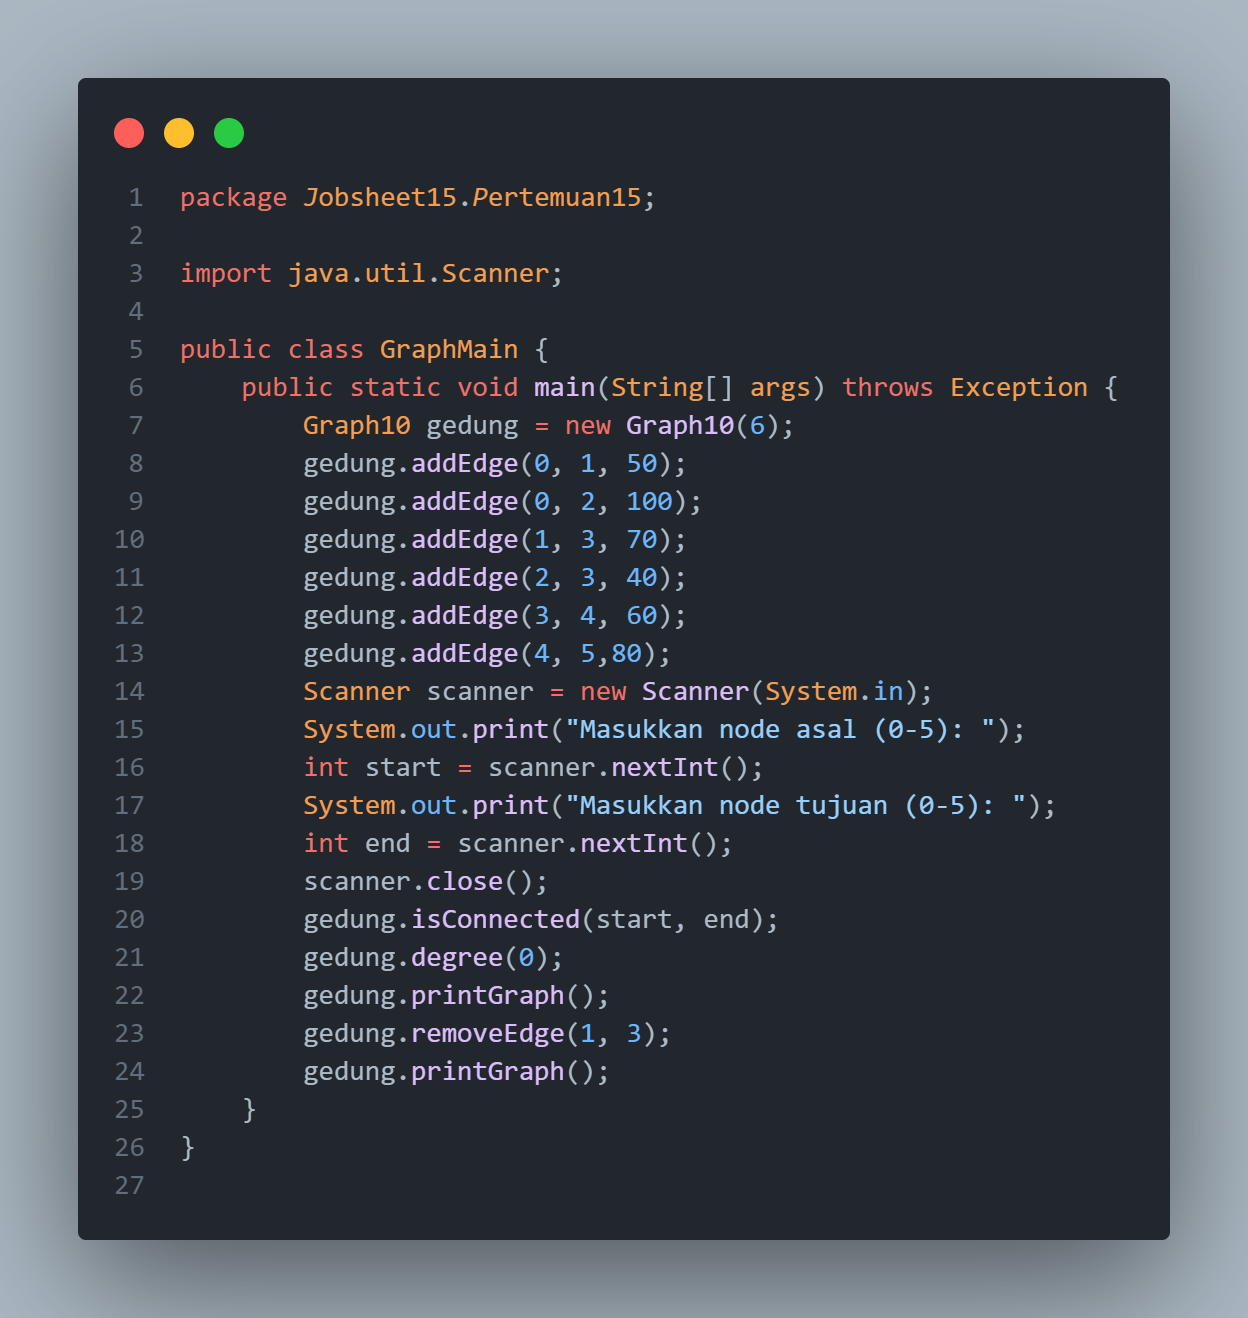 1 package Jobsheet15.Pertemuan15;
2
3 import java.util.Scanner;
4
5 public class GraphMain {
6     public static void main(String[] args) throws Exception {
7         Graph10 gedung = new Graph10(6);
8         gedung.addEdge(0, 1, 50);
9         gedung.addEdge(0, 2, 100);
10         gedung.addEdge(1, 3, 70);
11         gedung.addEdge(2, 3, 40);
12         gedung.addEdge(3, 4, 60);
13         gedung.addEdge(4, 5,80);
14         Scanner scanner = new Scanner(System.in);
15         System.out.print("Masukkan node asal (0-5): ");
16         int start = scanner.nextInt();
17         System.out.print("Masukkan node tujuan (0-5): ");
18         int end = scanner.nextInt();
19         scanner.close();
20         gedung.isConnected(start, end);
21         gedung.degree(0);
22         gedung.printGraph();
23         gedung.removeEdge(1, 3);
24         gedung.printGraph();
25     }
26 }
27